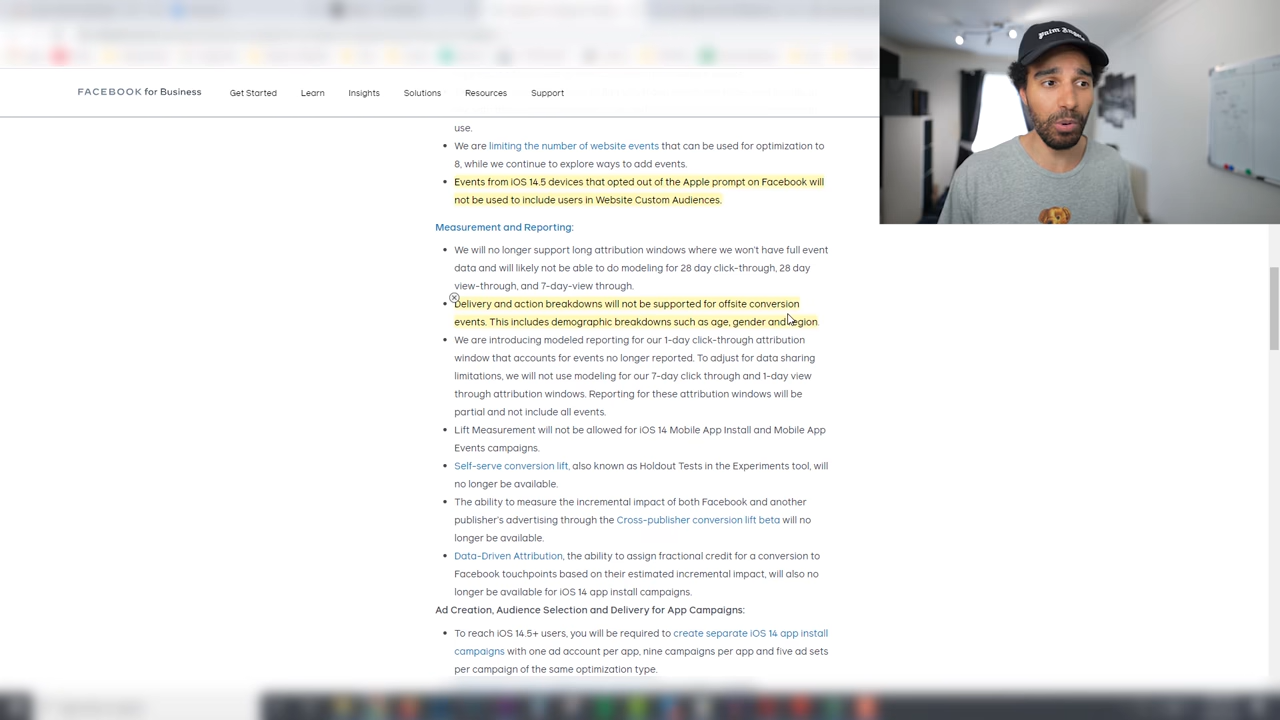 FACEBOOK for Business
Get Started
Learn
Insights
Solutions
Resources
Support
Palm Angels
use.
We are limiting the number of website events that can be used for optimization to
8, while we continue to explore ways to add events.
Events from iOS 14.5 devices that opted out of the Apple prompt on Facebook will
not be used to include users in Website Custom Audiences.
Measurement and Reporting:
We will no longer support long attribution windows where we won't have full event
data and will likely not be able to do modeling for 28 day click-through, 28 day
view-through, and 7-day-view through.
Delivery and action breakdowns will not be supported for offsite conversion
events. This includes demographic breakdowns such as age, gender and region.
We are introducing modeled reporting for our 1-day click-through attribution
window that accounts for events no longer reported. To adjust for data sharing
limitations, we will not use modeling for our 7-day click through and 1-day view
through attribution windows. Reporting for these attribution windows will be
partial and not include all events.
Lift Measurement will not be allowed for iOS 14 Mobile App Install and Mobile App
Events campaigns.
Self-serve conversion lift, also known as Holdout Tests in the Experiments tool, will
no longer be available.
The ability to measure the incremental impact of both Facebook and another
publisher's advertising through the Cross-publisher conversion lift beta will no
longer be available.
Data-Driven Attribution, the ability to assign fractional credit for a conversion to
Facebook touchpoints based on their estimated incremental impact, will also no
longer be available for iOS 14 app install campaigns.
Ad Creation, Audience Selection and Delivery for App Campaigns:
To reach iOS 14.5+ users, you will be required to create separate iOS 14 app install
campaigns with one ad account per app, nine campaigns per app and five ad sets
per campaign of the same optimization type.